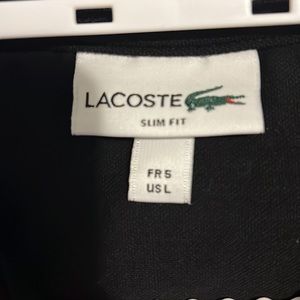 LACOSTE
SLIM FIT
FR 5
US L